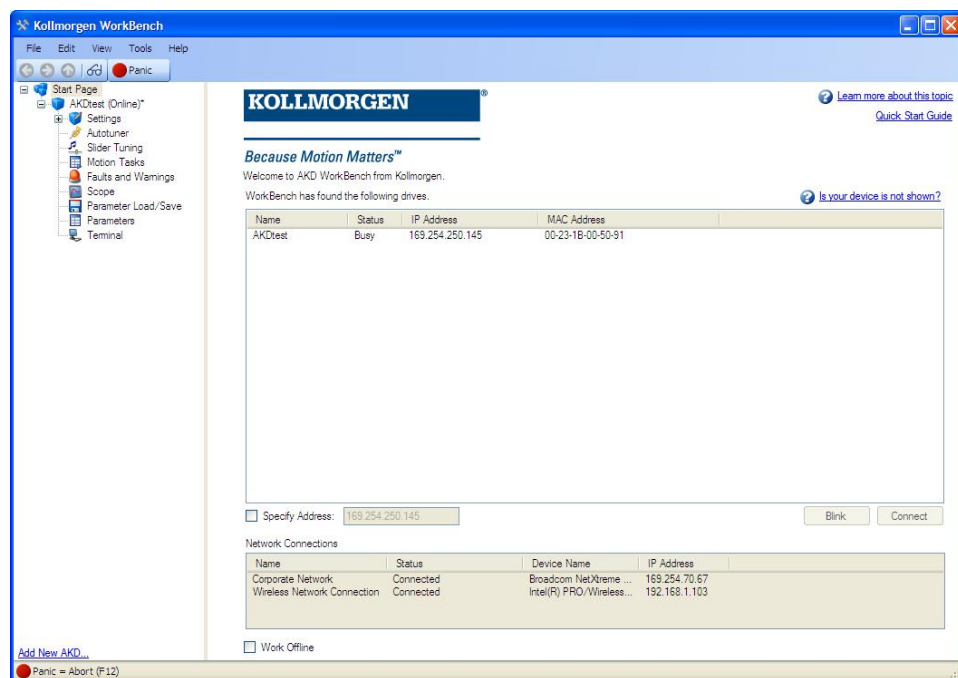 Kollmorgen WorkBench
File Edit View Tools Help
Panic
Start Page
AKDtest (Online)*
Settings
Autotuner
Slider Tuning
Motion Tasks
Faults and Warnings
Scope
Parameter Load/Save
Parameters
Terminal
Add New AKD...
KOLLMORGEN®
Learn more about this topic
Quick Start Guide
Because Motion Matters™
Welcome to AKD WorkBench from Kollmorgen.
WorkBench has found the following drives.
Is your device is not shown?
Name Status IP Address MAC Address
AKDtest Busy 169.254.250.145 00-23-1B-00-50-91
Specify Address: 169.254.250.145
Blink Connect
Network Connections
Name Status Device Name IP Address
Corporate Network Connected Broadcom NetXtreme ... 169.254.70.67
Wireless Network Connection Connected Intel(R) PRO/Wireless... 192.168.1.103
Work Offline
Panic = Abort (F12)